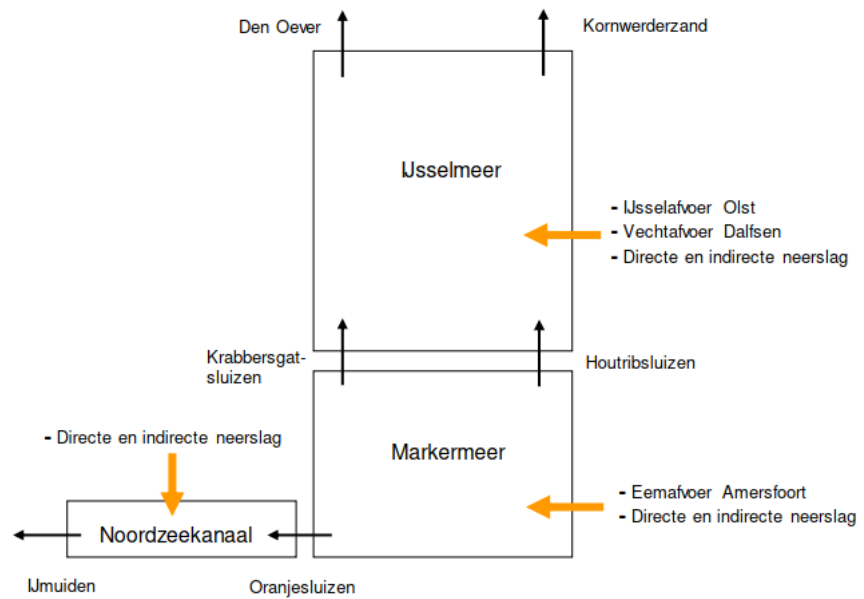 Den Oever
Kornwerderzand
IJsselmeer
- IJsselafvoer Olst
- Vechtafvoer Dalfsen
- Directe en indirecte neerslag
Krabbersgat-
sluizen
Houtribsluizen
- Directe en indirecte neerslag
Markermeer
- Eemafvoer Amersfoort
- Directe en indirecte neerslag
Noordzeekanaal
IJmuiden
Oranjesluizen